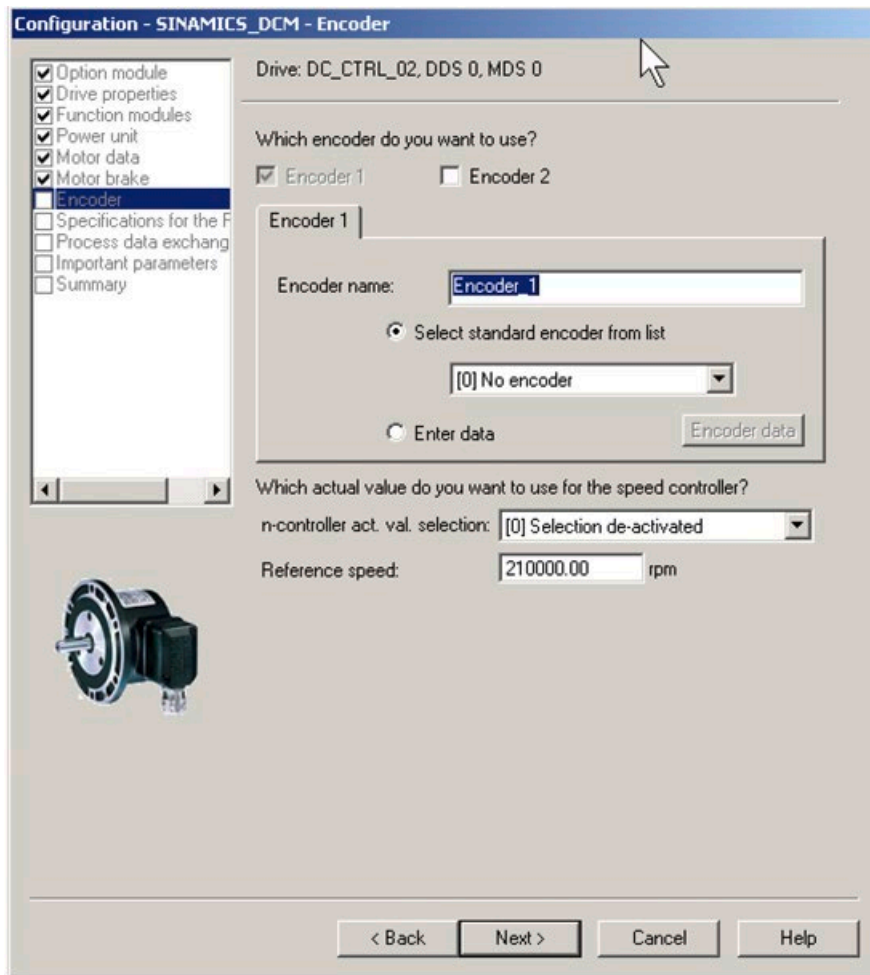 Configuration - SINAMICS_DCM - Encoder
Option module
Drive properties
Function modules
Power unit
Motor data
Motor brake
Encoder
Specifications for the F
Process data exchang
Important parameters
Summary
Drive: DC_CTRL_02, DDS 0, MDS 0
Which encoder do you want to use?
Encoder 1 Encoder 2
Encoder 1
Encoder name: Encoder_1
Select standard encoder from list
[0] No encoder
Enter data Encoder data
Which actual value do you want to use for the speed controller?
n-controller act. val. selection: [0] Selection de-activated
Reference speed: 210000.00 rpm
< Back Next > Cancel Help